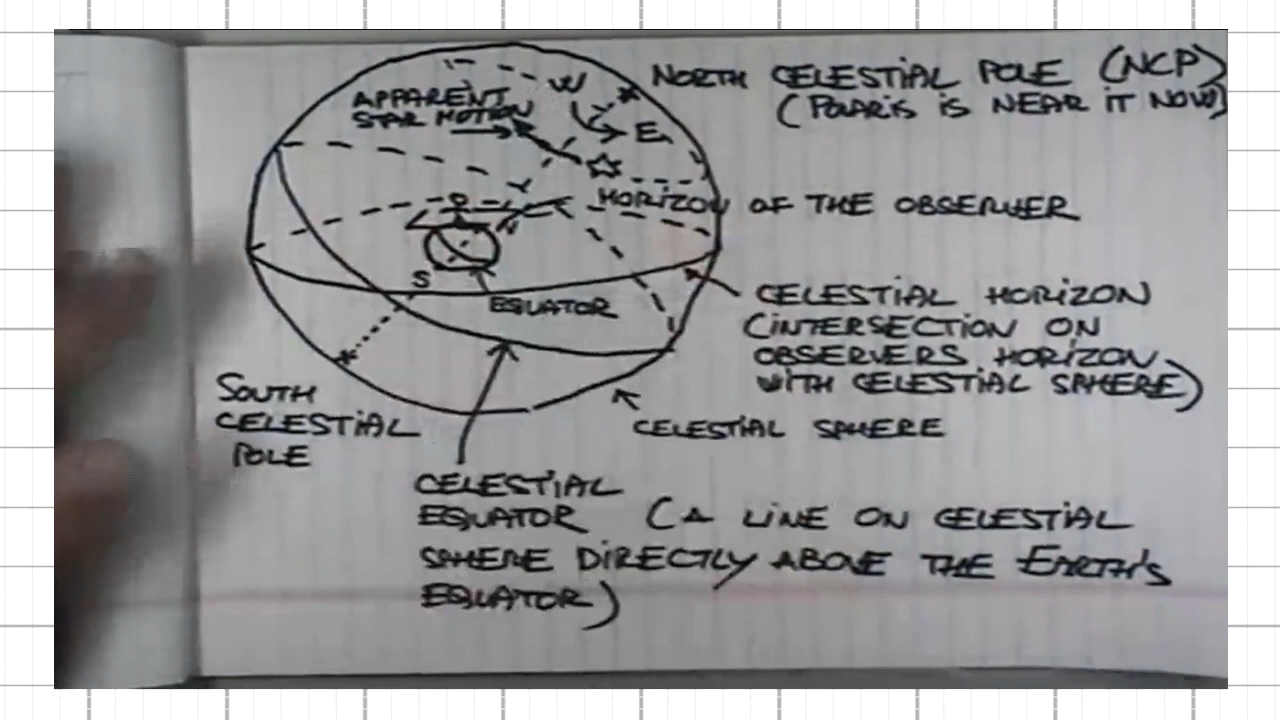 NORTH CELESTIAL POLE (NCP)
(POLARIS IS NEAR IT NOW)
W
E
APPARENT
STAR MOTION
HORIZON OF THE OBSERVER
N
S
EQUATOR
CELESTIAL HORIZON
(INTERSECTION ON
OBSERVERS HORIZON
WITH CELESTIAL SPHERE)
CELESTIAL SPHERE
SOUTH
CELESTIAL
POLE
CELESTIAL
EQUATOR (A LINE ON CELESTIAL
SPHERE DIRECTLY ABOVE THE EARTH'S
EQUATOR)